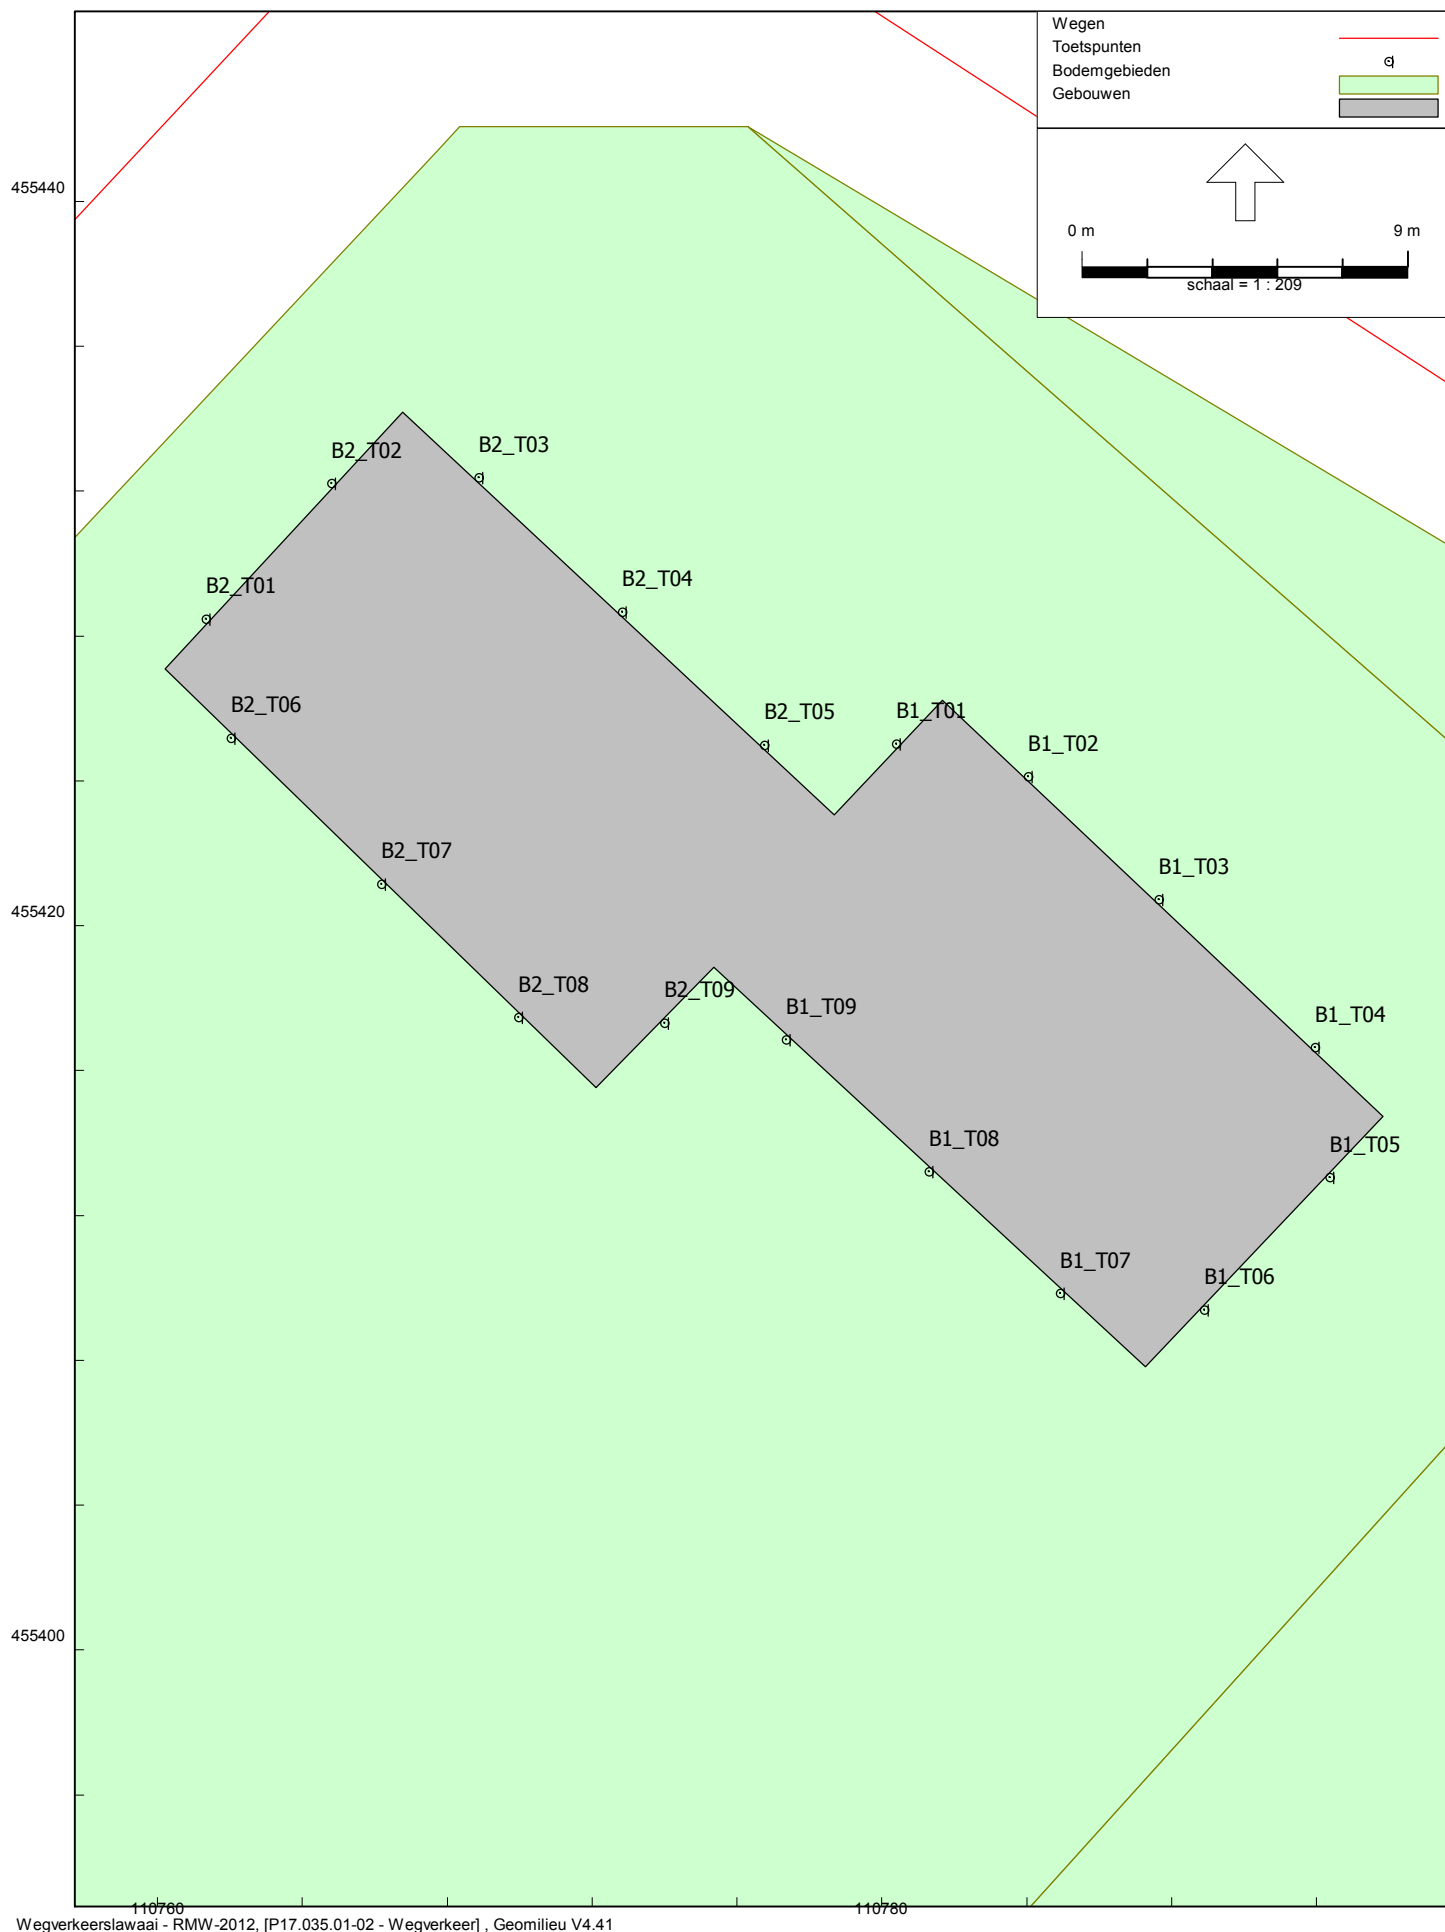 Wegen
Toetspunten
Bodemgebieden
Gebouwen
0 m 9 m
schaal = 1 : 209
455440
B2_T02
B2_T03
B2_T01
B2_T04
B2_T06
B2_T05
B1_T01
B1_T02
B2_T07
B1_T03
455420
B2_T08
B2_T09
B1_T09
B1_T04
B1_T08
B1_T05
B1_T07
B1_T06
455400
110760
110780
Wegverkeerslawaai - RMW-2012, [P17.035.01-02 - Wegverkeer] , Geomilieu V4.41